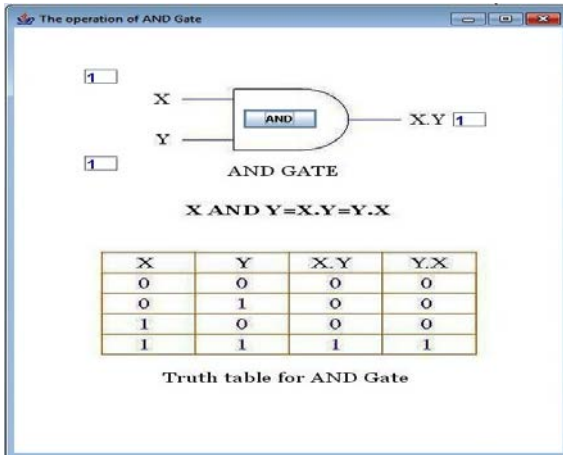 The operation of AND Gate
1
X
AND
X.Y 1
Y
1
AND GATE
X AND Y=X.Y=Y.X
X Y X.Y Y.X
0 0 0 0
0 1 0 0
1 0 0 0
1 1 1 1
Truth table for AND Gate